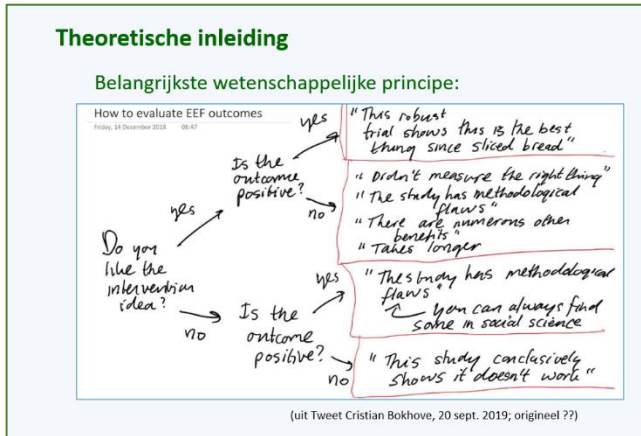 Theoretische inleiding
Belangrijkste wetenschappelijke principe:
How to evaluate EEF outcomes
Friday, 14 December 2018 06:47
Do you
like the
intervention
idea?
yes
no
Is the
outcome
positive?
yes
no
"This robust
trial shows this is the best
thing since sliced bread"
"Didn't measure the right thing"
"The study has methodological
flaws"
"There are numerous other
benefits"
"Takes longer
Is the
outcome
positive?
yes
no
"The study has methodological
flaws"
you can always find
some in social science
"This study conclusively
shows it doesn't work"
(uit Tweet Cristian Bokhove, 20 sept. 2019; origineel ??)